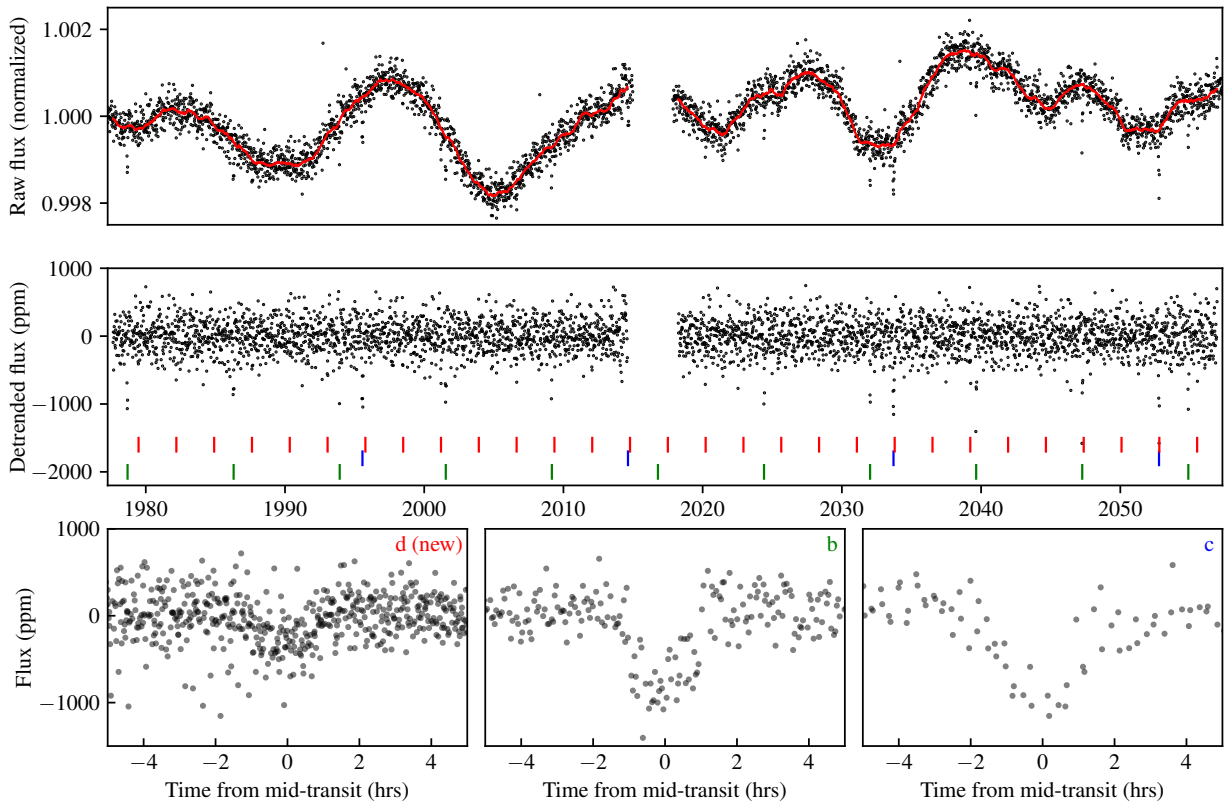 1.002
1.000
0.998
Raw flux (normalized)
1000
0
−1000
−2000
Detrended flux (ppm)
1980 1990 2000 2010 2020 2030 2040 2050
d (new) b c
1000
0
−1000
Flux (ppm)
−4 −2 0 2 4 −4 −2 0 2 4 −4 −2 0 2 4
Time from mid-transit (hrs) Time from mid-transit (hrs) Time from mid-transit (hrs)